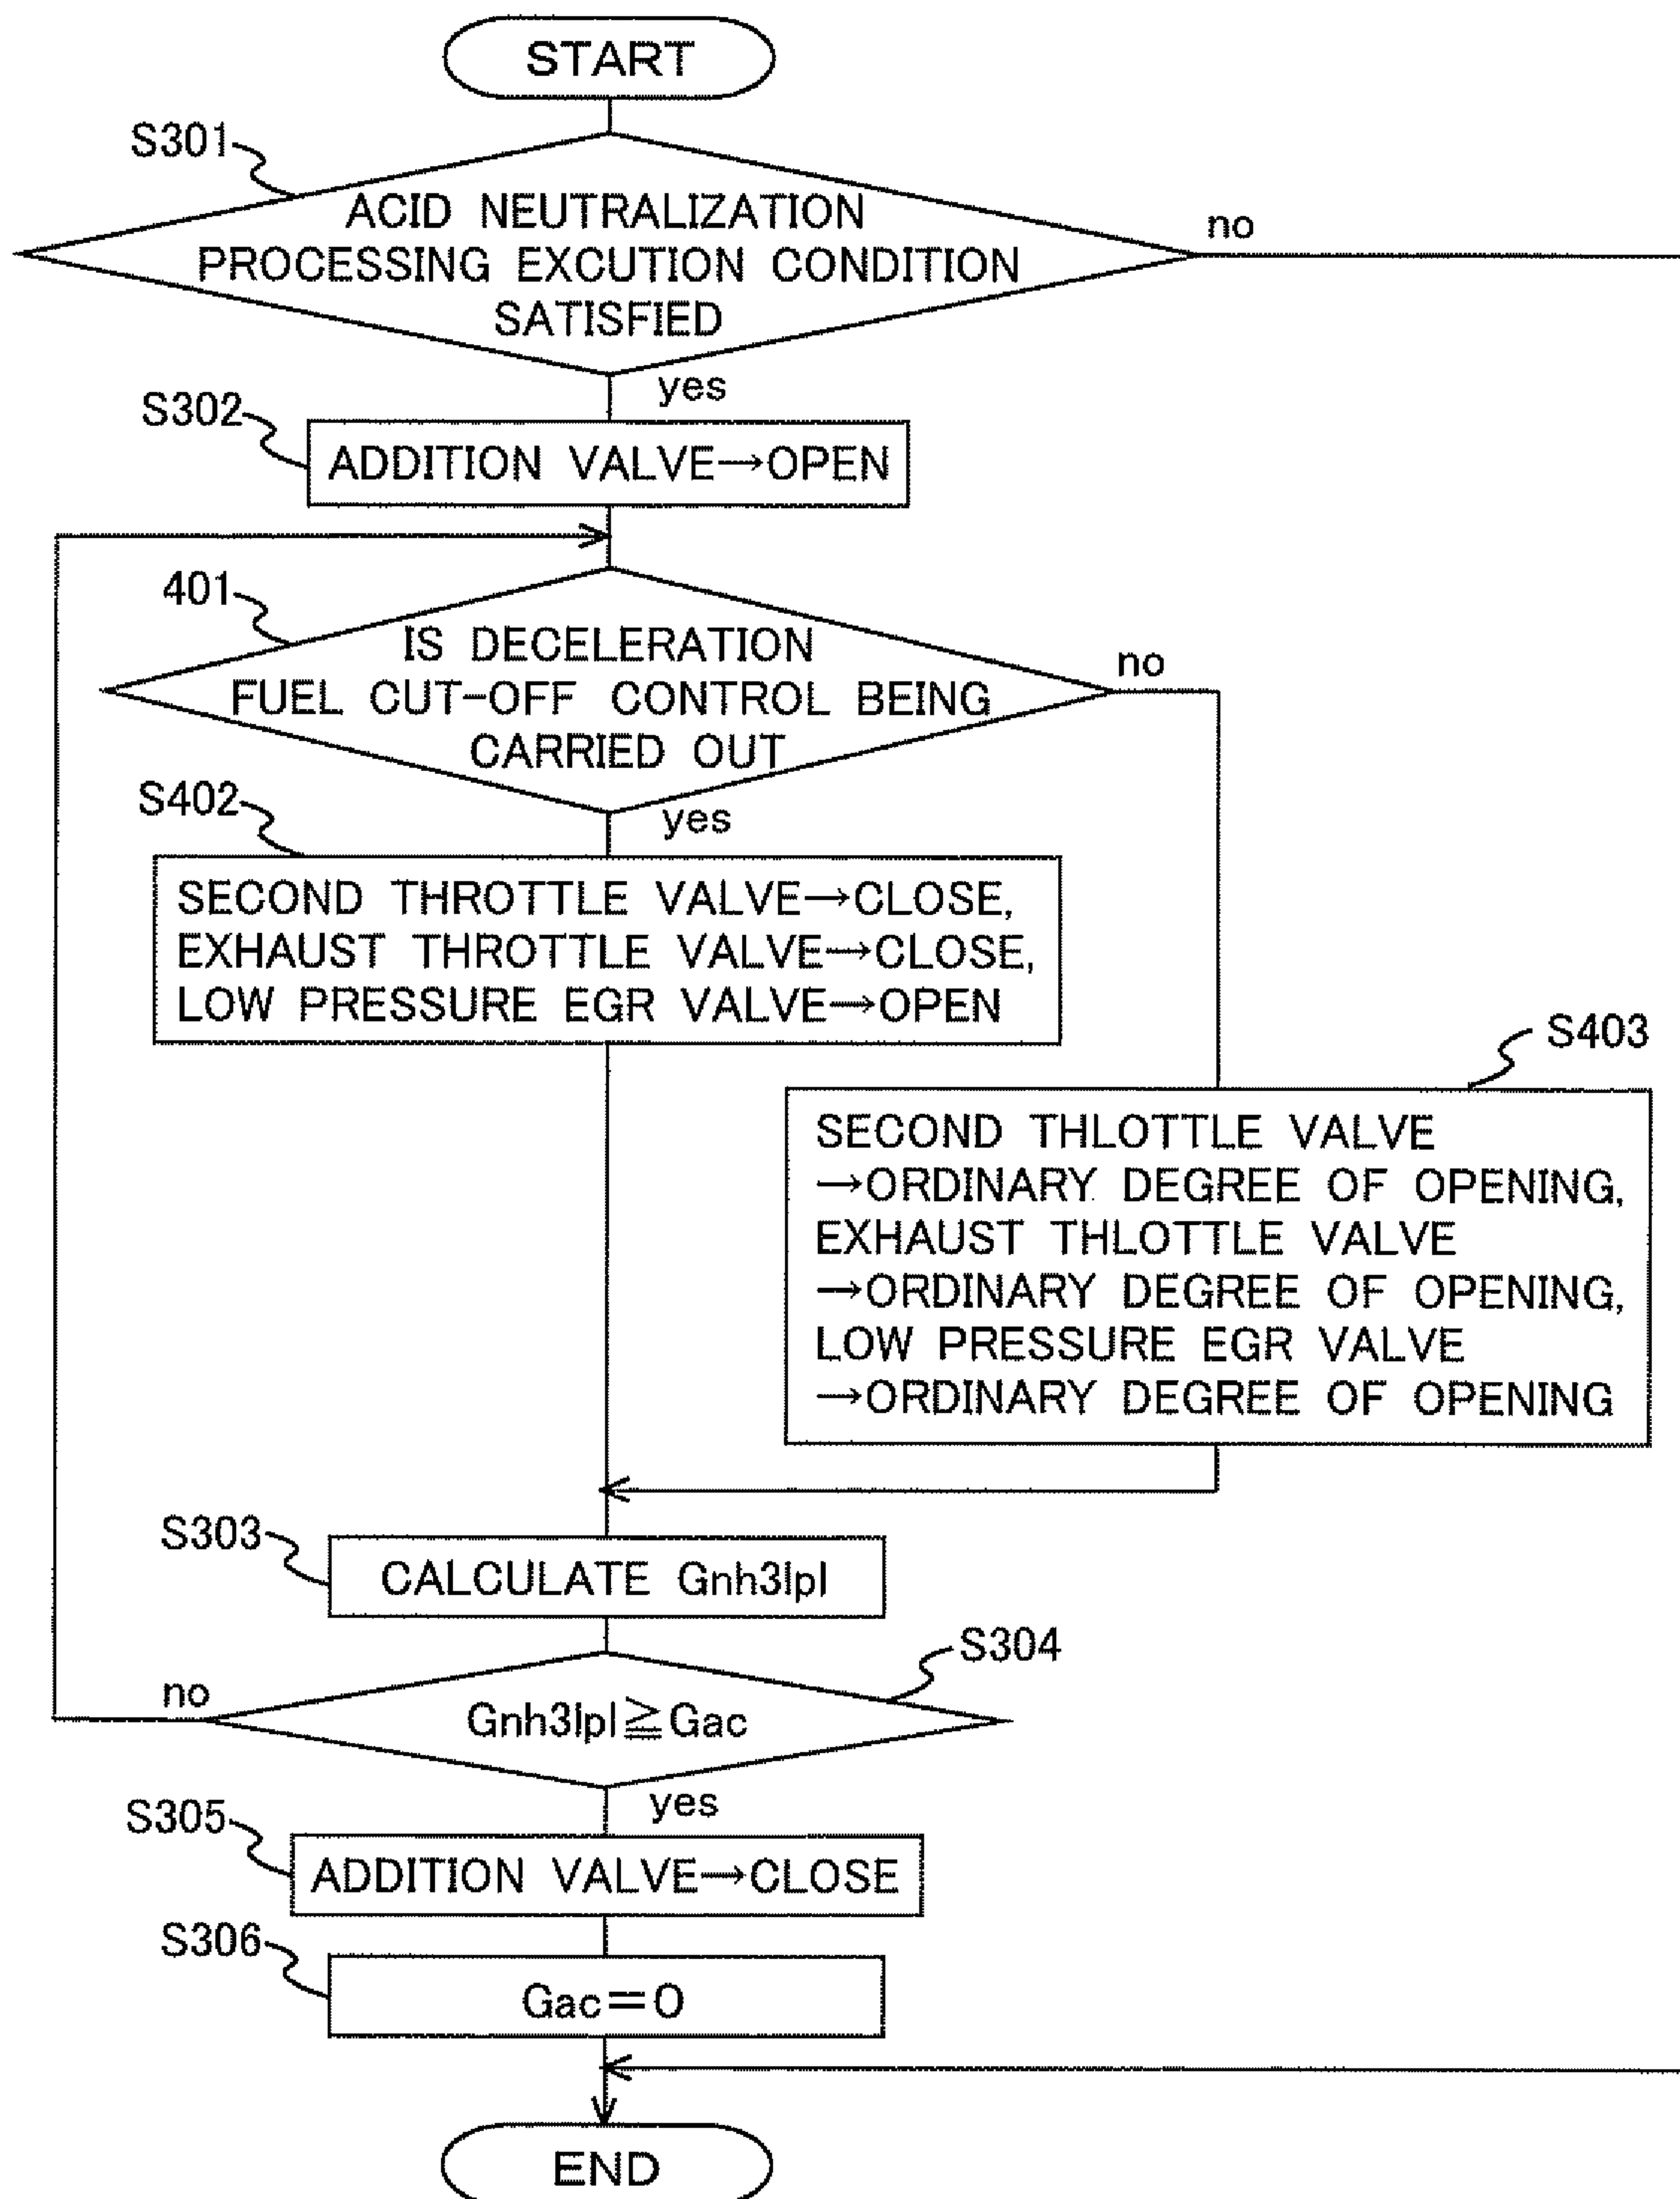 START
S301
ACID NEUTRALIZATION
PROCESSING EXCUTION CONDITION
SATISFIED
no
yes
S302
ADDITION VALVE→OPEN
401
IS DECELERATION
FUEL CUT-OFF CONTROL BEING
CARRIED OUT
no
yes
S402
SECOND THROTTLE VALVE→CLOSE,
EXHAUST THROTTLE VALVE→CLOSE,
LOW PRESSURE EGR VALVE→OPEN
S403
SECOND THLOTTLE VALVE
→ORDINARY DEGREE OF OPENING,
EXHAUST THLOTTLE VALVE
→ORDINARY DEGREE OF OPENING,
LOW PRESSURE EGR VALVE
→ORDINARY DEGREE OF OPENING
S303
CALCULATE Gnh3lpl
S304
no
Gnh3lpl≧Gac
yes
S305
ADDITION VALVE→CLOSE
S306
Gac=0
END